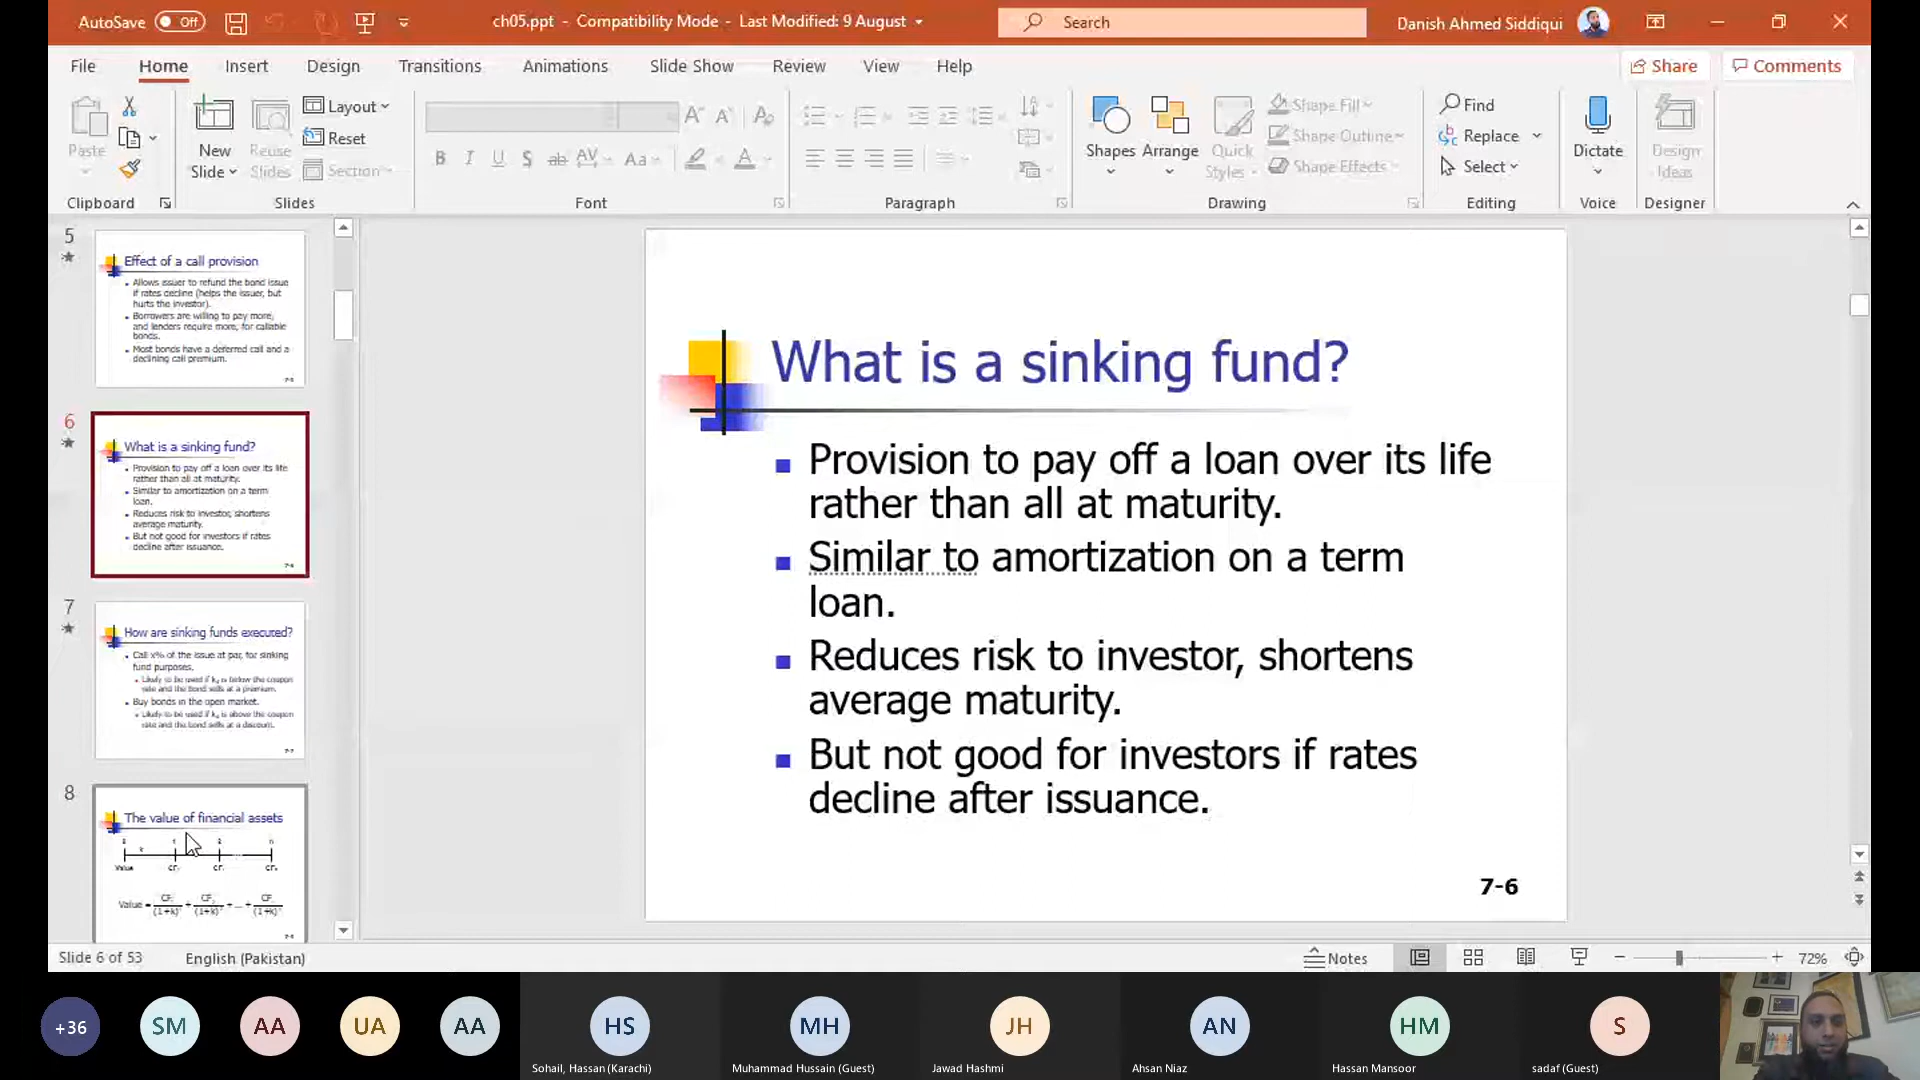 AutoSave Off
ch05.ppt - Compatibility Mode - Last Modified: 9 August
Search
Danish Ahmed Siddiqui
File Home Insert Design Transitions Animations Slide Show Review View Help
Share Comments
Paste
New Slide
Reuse Slides
Layout
Reset
Section
B I U S ab AV Aa A
Shapes
Arrange
Quick Styles
Shape Fill
Shape Outline
Shape Effects
Find
Replace
Select
Dictate
Design Ideas
Clipboard Slides Font Paragraph Drawing Editing Voice Designer
5
Effect of a call provision
Allows issuer to refund the bond issue
if rates decline (helps the issuer, but
hurts the investor).
Borrowers are willing to pay more,
and lenders require more, for callable
bonds.
Most bonds have a deferred call and a
declining call premium.
7-5
6
What is a sinking fund?
Provision to pay off a loan over its life
rather than all at maturity.
Similar to amortization on a term
loan.
Reduces risk to investor, shortens
average maturity.
But not good for investors if rates
decline after issuance.
7-6
7
How are sinking funds executed?
Call x% of the issue at par, for sinking
fund purposes.
Likely to be used if kd is below the coupon
rate and the bond sells at a premium.
Buy bonds in the open market.
Likely to be used if kd is above the coupon
rate and the bond sells at a discount.
7-7
8
The value of financial assets
0 k 1 2 n
Value
Value =
What is a sinking fund?
Provision to pay off a loan over its life
rather than all at maturity.
Similar to amortization on a term
loan.
Reduces risk to investor, shortens
average maturity.
But not good for investors if rates
decline after issuance.
7-6
Slide 6 of 53 English (Pakistan)
Notes
72%
+36 SM AA UA AA HS MH JH AN HM S
Sohail, Hassan (Karachi) Muhammad Hussain (Guest) Jawad Hashmi Ahsan Niaz Hassan Mansoor sadaf (Guest)